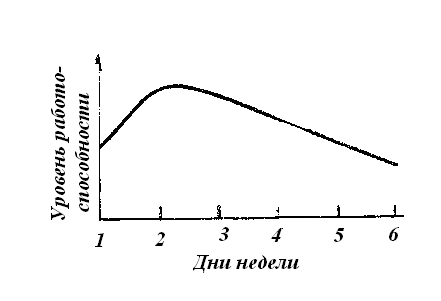 Уровень работо-
способности
1 2 3 4 5 6
Дни недели